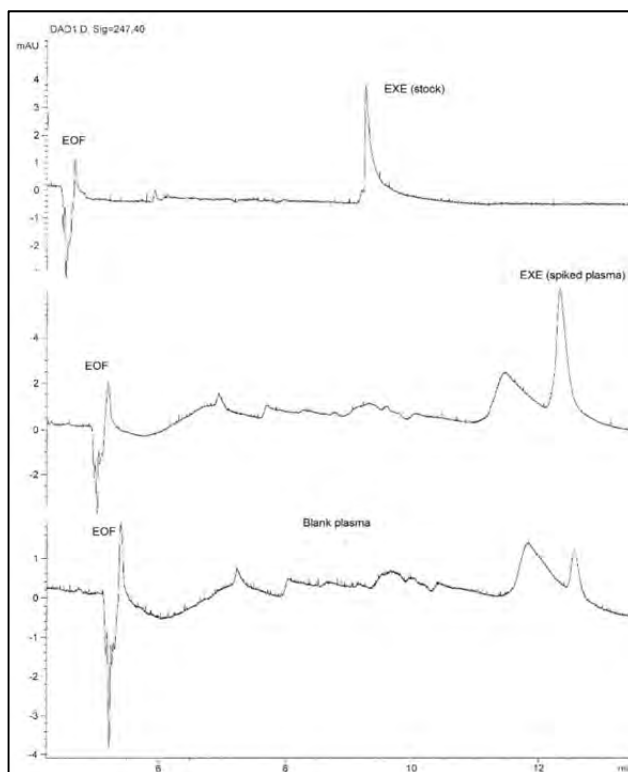 DAD1 D, Sig=247,40
mAU
4
3
2
1
0
-1
-2
EOF
EXE (stock)
EXE (spiked plasma)
-4
2
0
-2
EOF
Blank plasma
EOF
1
0
-1
-2
-3
-4
6
8
10
12